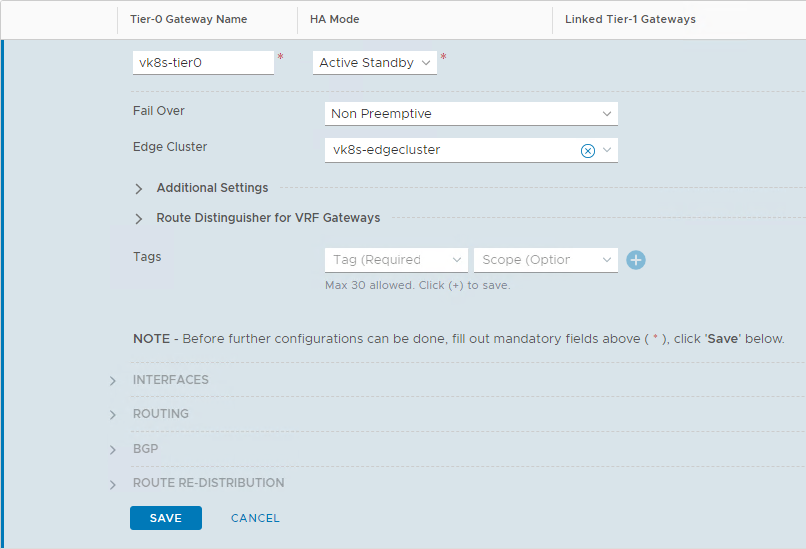 Tier-0 Gateway Name HA Mode Linked Tier-1 Gateways
vk8s-tier0 * Active Standby *
Fail Over Non Preemptive
Edge Cluster vk8s-edgecluster
Additional Settings
Route Distinguisher for VRF Gateways
Tags Tag (Required Scope (Option
Max 30 allowed. Click (+) to save.
NOTE - Before further configurations can be done, fill out mandatory fields above ( * ), click 'Save' below.
INTERFACES
ROUTING
BGP
ROUTE RE-DISTRIBUTION
SAVE CANCEL